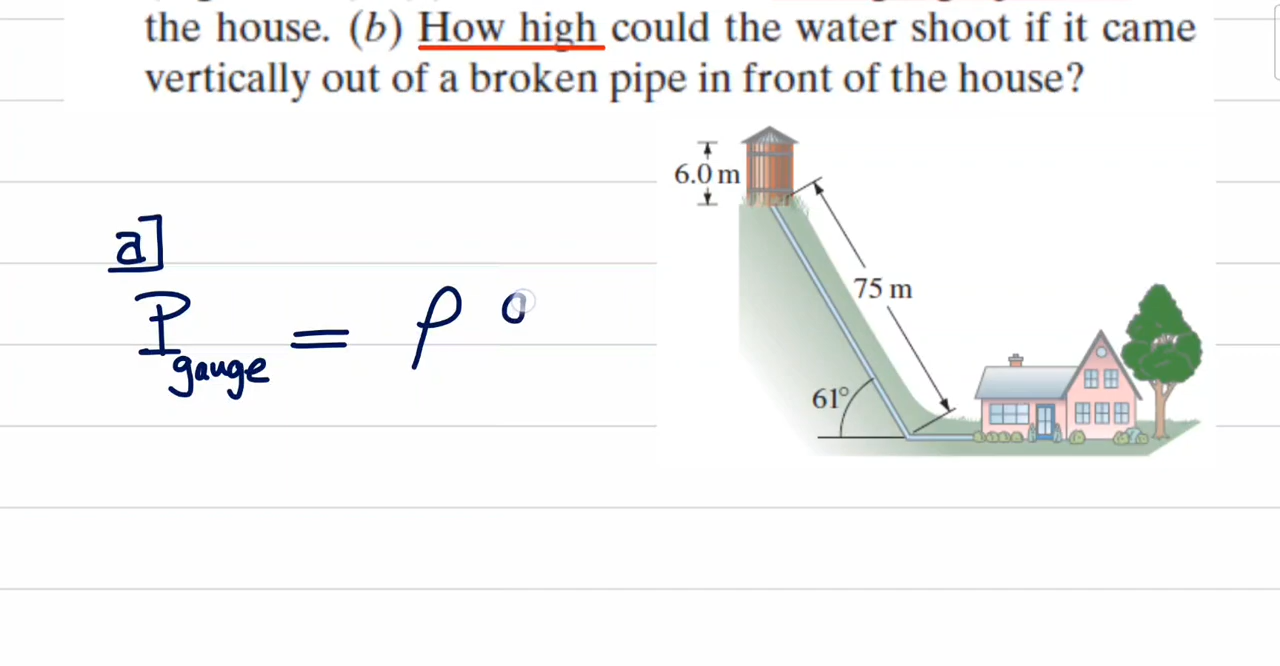 the house. (b) How high could the water shoot if it came
vertically out of a broken pipe in front of the house?
6.0 m
75 m
61°
a]
P gauge = ρ